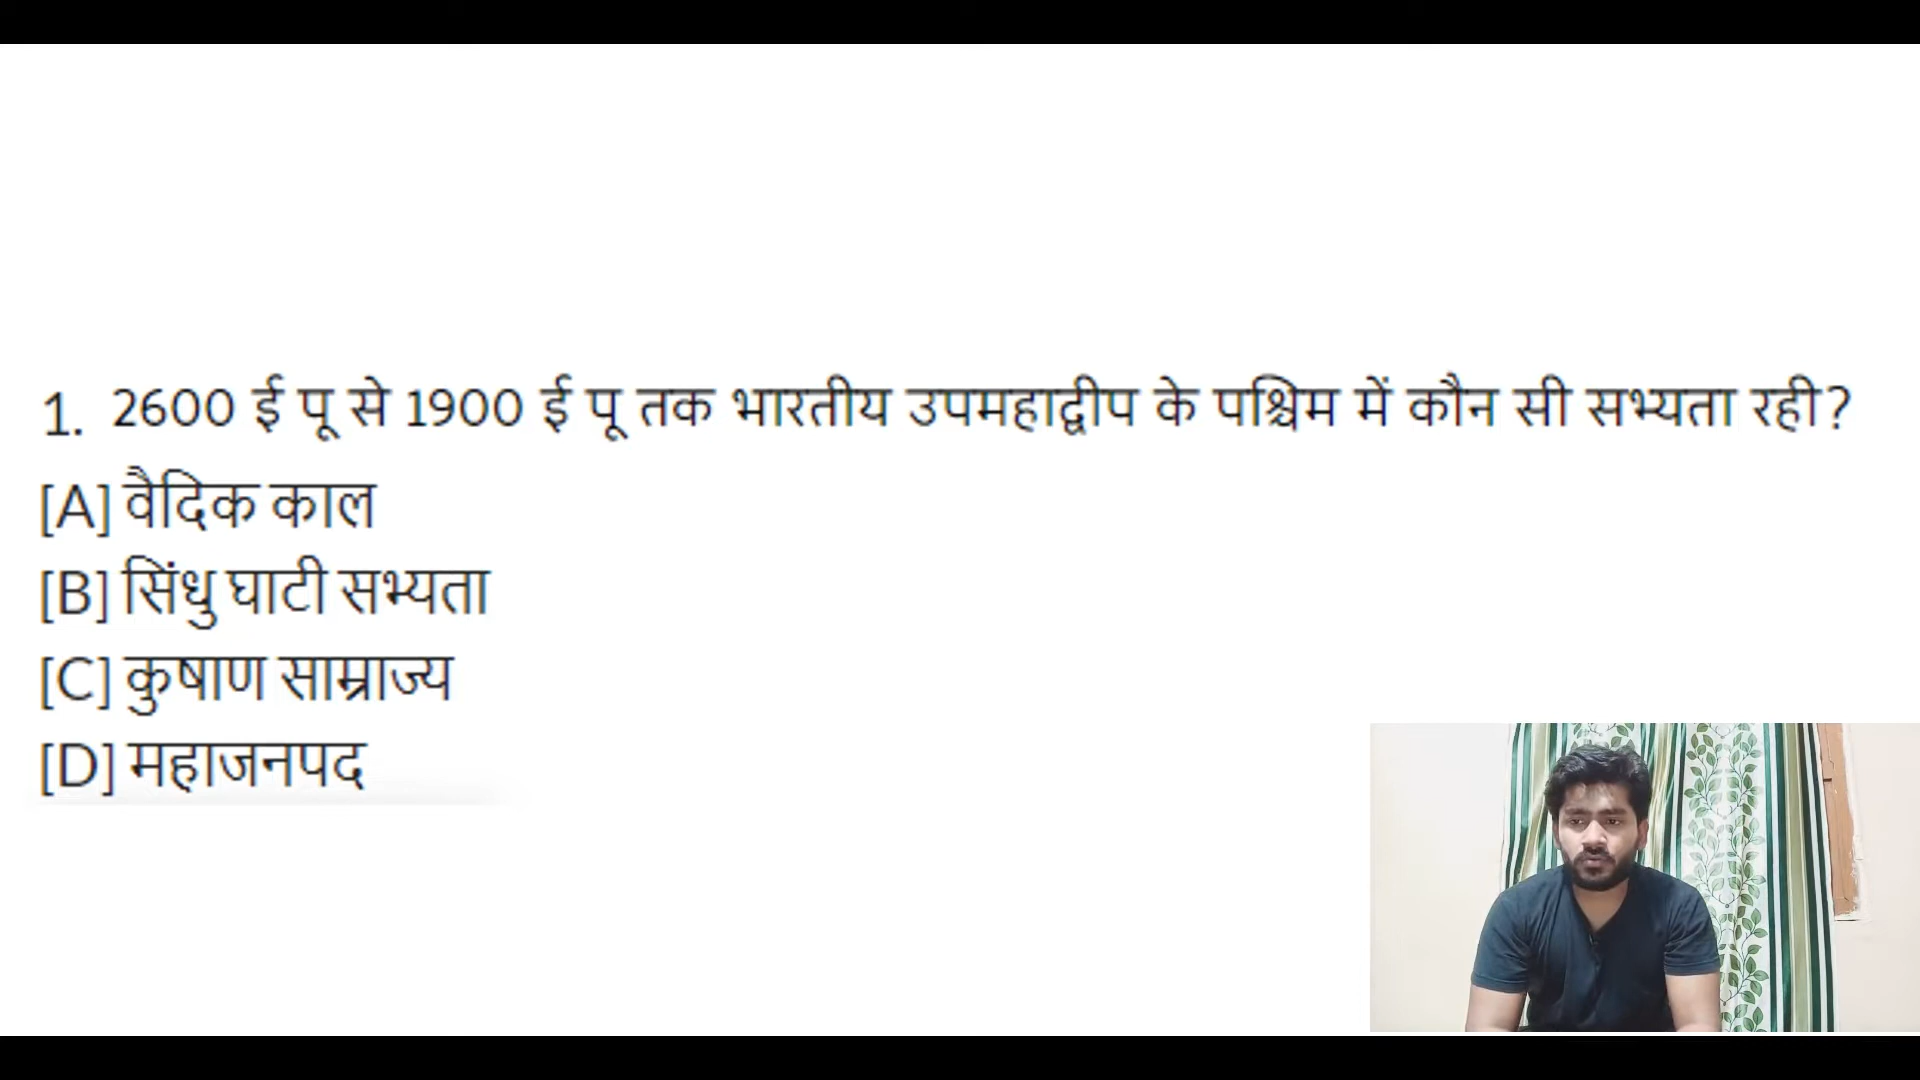 1. 2600 ई पू से 1900 ई पू तक भारतीय उपमहाद्वीप के पश्चिम में कौन सी सभ्यता रही?
[A] वैदिक काल
[B] सिंधु घाटी सभ्यता
[C] कुषाण साम्राज्य
[D] महाजनपद